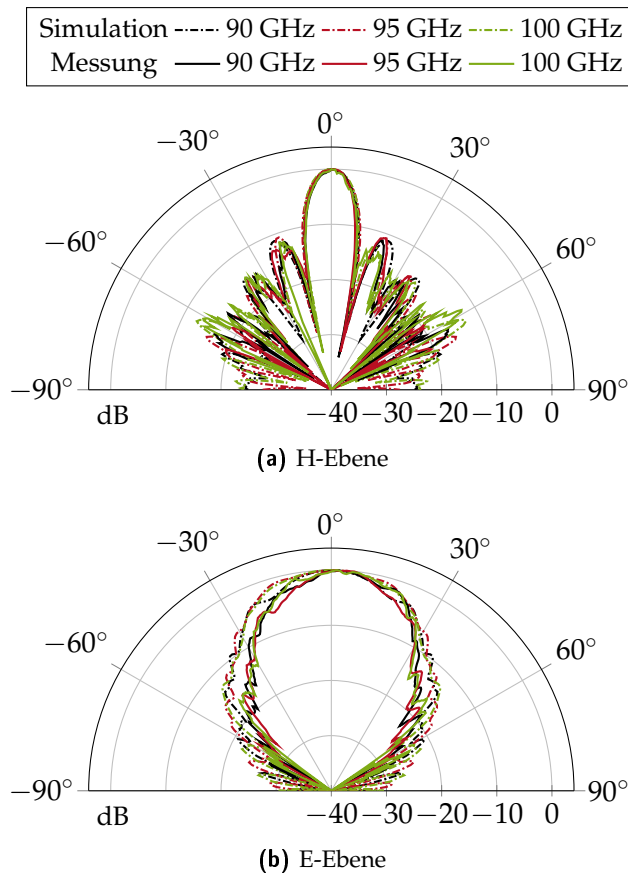 Simulation 90 GHz 95 GHz 100 GHz
Messung 90 GHz 95 GHz 100 GHz
0°
−30° 30°
−60° 60°
−90° 90°
dB −40 −30 −20 −10 0
(a) H-Ebene
0°
−30° 30°
−60° 60°
−90° 90°
dB −40 −30 −20 −10 0
(b) E-Ebene